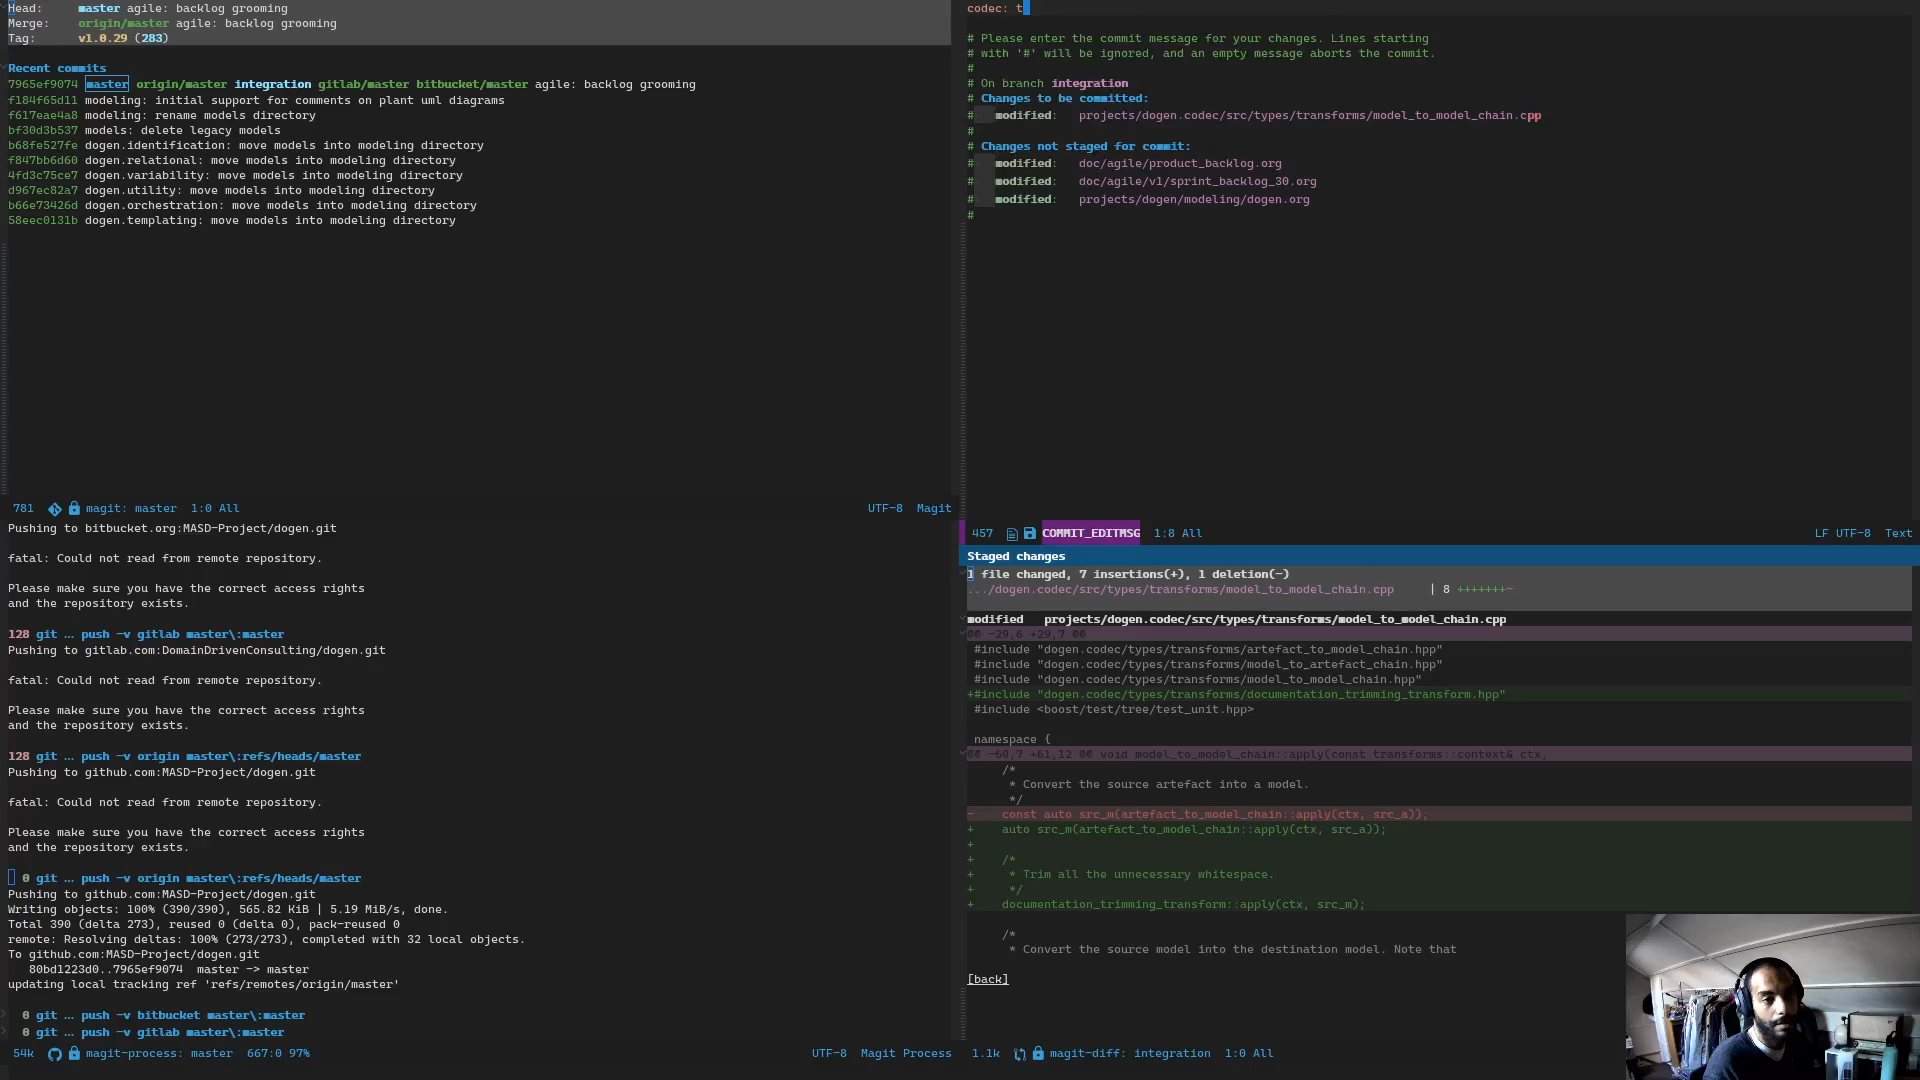 Head:     master agile: backlog grooming
Merge:    origin/master agile: backlog grooming
Tag:      v1.0.29 (283)
Recent commits
7965ef9074 master origin/master integration gitlab/master bitbucket/master agile: backlog grooming
f184f65d11 modeling: initial support for comments on plant uml diagrams
f617eae4a8 modeling: rename models directory
bf30d3b537 models: delete legacy models
b68fe527fe dogen.identification: move models into modeling directory
f847bb6d60 dogen.relational: move models into modeling directory
4fd3c75ce7 dogen.variability: move models into modeling directory
d967ec82a7 dogen.utility: move models into modeling directory
b66e73426d dogen.orchestration: move models into modeling directory
58eec0131b dogen.templating: move models into modeling directory
781 magit: master 1:0 All UTF-8 Magit
Pushing to bitbucket.org:MASD-Project/dogen.git
fatal: Could not read from remote repository.
Please make sure you have the correct access rights
and the repository exists.
128 git … push -v gitlab master\:master
Pushing to gitlab.com:DomainDrivenConsulting/dogen.git
fatal: Could not read from remote repository.
Please make sure you have the correct access rights
and the repository exists.
128 git … push -v origin master\:refs/heads/master
Pushing to github.com:MASD-Project/dogen.git
fatal: Could not read from remote repository.
Please make sure you have the correct access rights
and the repository exists.
0 git … push -v origin master\:refs/heads/master
Pushing to github.com:MASD-Project/dogen.git
Writing objects: 100% (390/390), 565.82 KiB | 5.19 MiB/s, done.
Total 390 (delta 273), reused 0 (delta 0), pack-reused 0
remote: Resolving deltas: 100% (273/273), completed with 32 local objects.
To github.com:MASD-Project/dogen.git
   80bd1223d0..7965ef9074  master -> master
updating local tracking ref 'refs/remotes/origin/master'
0 git … push -v bitbucket master\:master
0 git … push -v gitlab master\:master
54k magit-process: master 667:0 97% UTF-8 Magit Process
codec: t
# Please enter the commit message for your changes. Lines starting
# with '#' will be ignored, and an empty message aborts the commit.
#
# On branch integration
# Changes to be committed:
#   modified:   projects/dogen.codec/src/types/transforms/model_to_model_chain.cpp
#
# Changes not staged for commit:
#   modified:   doc/agile/product_backlog.org
#   modified:   doc/agile/v1/sprint_backlog_30.org
#   modified:   projects/dogen/modeling/dogen.org
#
457 COMMIT_EDITMSG 1:8 All LF UTF-8 Text
Staged changes
1 file changed, 7 insertions(+), 1 deletion(-)
.../dogen.codec/src/types/transforms/model_to_model_chain.cpp | 8 +++++++-
modified   projects/dogen.codec/src/types/transforms/model_to_model_chain.cpp
@@ -29,6 +29,7 @@
 #include "dogen.codec/types/transforms/artefact_to_model_chain.hpp"
 #include "dogen.codec/types/transforms/model_to_artefact_chain.hpp"
 #include "dogen.codec/types/transforms/model_to_model_chain.hpp"
+#include "dogen.codec/types/transforms/documentation_trimming_transform.hpp"
 #include <boost/test/tree/test_unit.hpp>
 namespace {
@@ -60,7 +61,12 @@ void model_to_model_chain::apply(const transforms::context& ctx,
     /*
      * Convert the source artefact into a model.
      */
-    const auto src_m(artefact_to_model_chain::apply(ctx, src_a));
+    auto src_m(artefact_to_model_chain::apply(ctx, src_a));
+
+    /*
+     * Trim all the unnecessary whitespace.
+     */
+    documentation_trimming_transform::apply(ctx, src_m);
     /*
      * Convert the source model into the destination model. Note that
[back]
1.1k magit-diff: integration 1:0 All